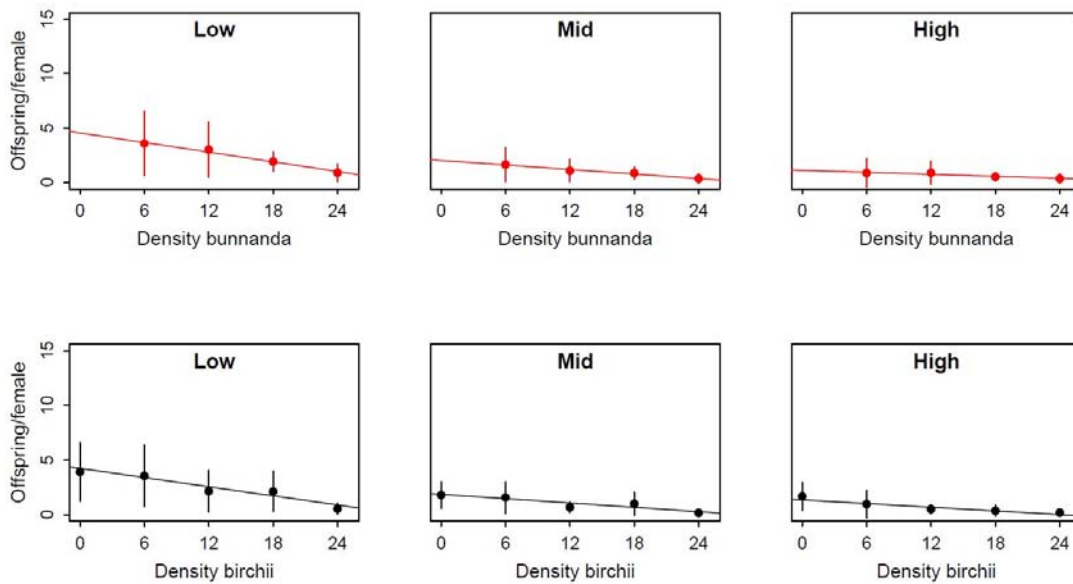 Low
Mid
High
Offspring/female
15
10
5
0
0 6 12 18 24
0 6 12 18 24
0 6 12 18 24
Density bunnanda
Density bunnanda
Density bunnanda
Low
Mid
High
Offspring/female
15
10
5
0
0 6 12 18 24
0 6 12 18 24
0 6 12 18 24
Density birchii
Density birchii
Density birchii